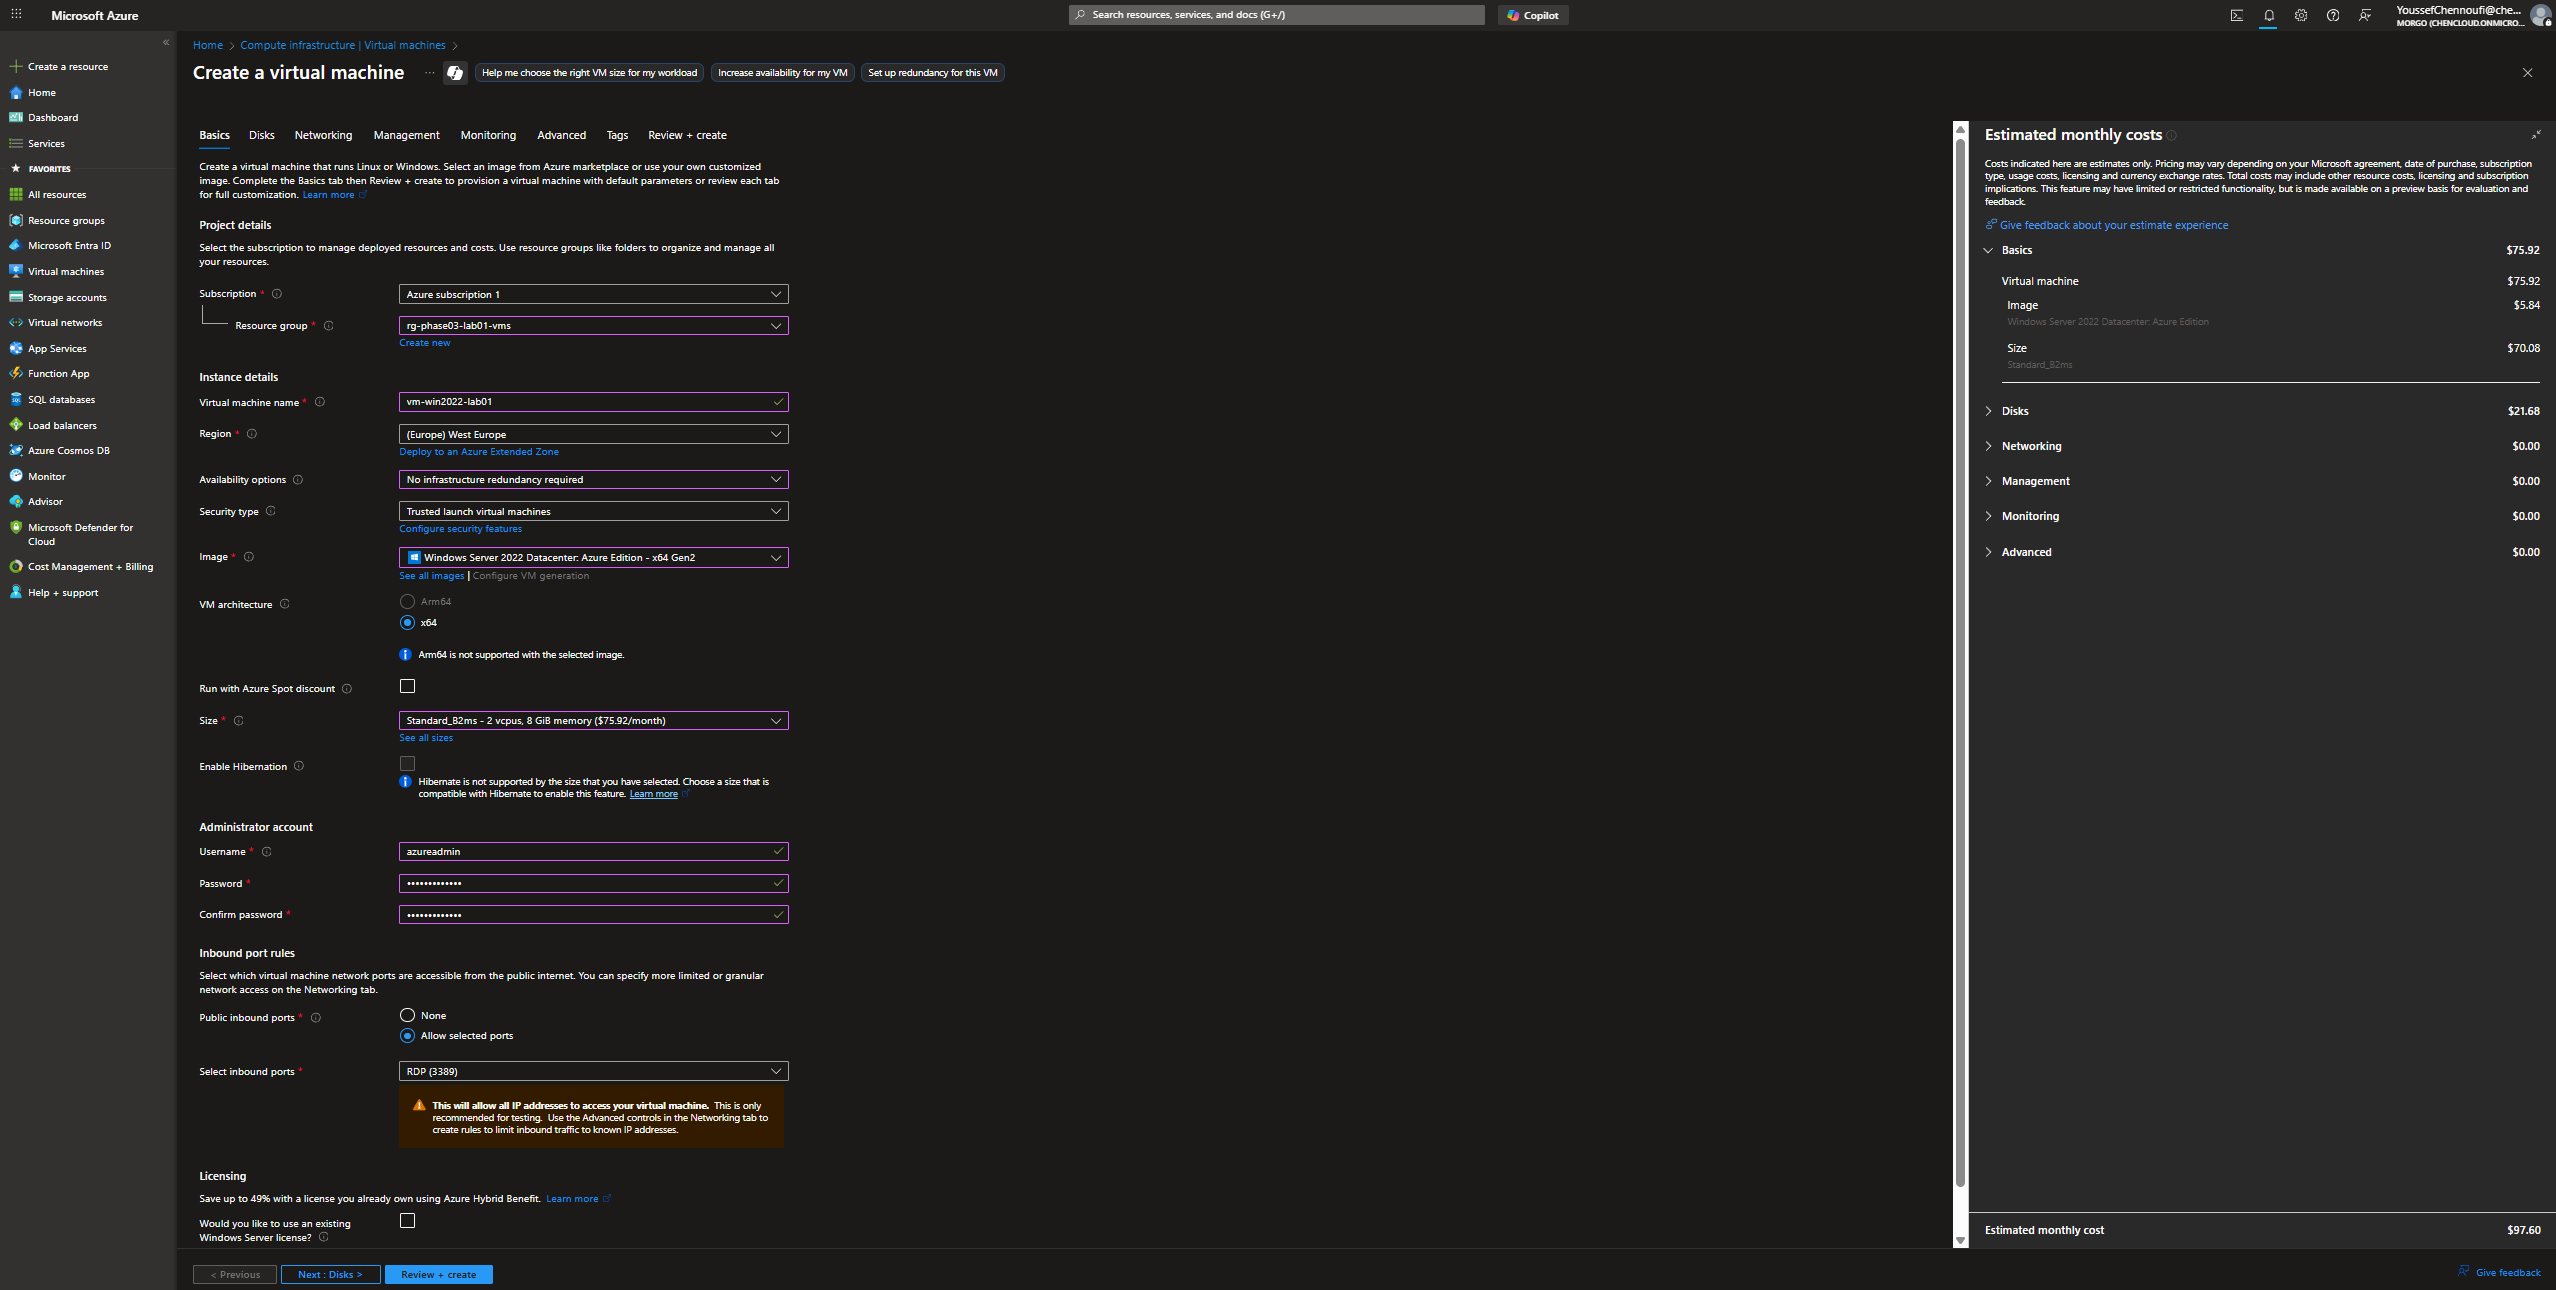 Microsoft Azure
Search resources, services, and docs (G+/)
Copilot
YoussefChennoufi@che...
MORGO (CHENCLOUD.ONMICRO...
Create a resource
Home
Dashboard
Services
FAVORITES
All resources
Resource groups
Microsoft Entra ID
Virtual machines
Storage accounts
Virtual networks
App Services
Function App
SQL databases
Load balancers
Azure Cosmos DB
Monitor
Advisor
Microsoft Defender for
Cloud
Cost Management + Billing
Help + support
Home > Compute infrastructure | Virtual machines >
Create a virtual machine
...
Help me choose the right VM size for my workload
Increase availability for my VM
Set up redundancy for this VM
Basics Disks Networking Management Monitoring Advanced Tags Review + create
Create a virtual machine that runs Linux or Windows. Select an image from Azure marketplace or use your own customized
image. Complete the Basics tab then Review + create to provision a virtual machine with default parameters or review each tab
for full customization. Learn more
Project details
Select the subscription to manage deployed resources and costs. Use resource groups like folders to organize and manage all
your resources.
Subscription * Azure subscription 1
Resource group * rg-phase03-lab01-vms
Create new
Instance details
Virtual machine name * vm-win2022-lab01
Region * (Europe) West Europe
Deploy to an Azure Extended Zone
Availability options No infrastructure redundancy required
Security type Trusted launch virtual machines
Configure security features
Image * Windows Server 2022 Datacenter: Azure Edition - x64 Gen2
See all images | Configure VM generation
VM architecture Arm64
x64
Arm64 is not supported with the selected image.
Run with Azure Spot discount
Size * Standard_B2ms - 2 vcpus, 8 GiB memory ($75.92/month)
See all sizes
Enable Hibernation
Hibernate is not supported by the size that you have selected. Choose a size that is
compatible with Hibernate to enable this feature. Learn more
Administrator account
Username * azureadmin
Password * •••••••••••••
Confirm password * •••••••••••••
Inbound port rules
Select which virtual machine network ports are accessible from the public internet. You can specify more limited or granular
network access on the Networking tab.
Public inbound ports * None
Allow selected ports
Select inbound ports * RDP (3389)
This will allow all IP addresses to access your virtual machine. This is only
recommended for testing. Use the Advanced controls in the Networking tab to
create rules to limit inbound traffic to known IP addresses.
Licensing
Save up to 49% with a license you already own using Azure Hybrid Benefit. Learn more
Would you like to use an existing
Windows Server license?
< Previous
Next : Disks >
Review + create
Estimated monthly costs
Costs indicated here are estimates only. Pricing may vary depending on your Microsoft agreement, date of purchase, subscription
type, usage costs, licensing and currency exchange rates. Total costs may include other resource costs, licensing and subscription
implications. This feature may have limited or restricted functionality, but is made available on a preview basis for evaluation and
feedback.
Give feedback about your estimate experience
Basics $75.92
Virtual machine $75.92
Image $5.84
Windows Server 2022 Datacenter: Azure Edition
Size $70.08
Standard_B2ms
Disks $21.68
Networking $0.00
Management $0.00
Monitoring $0.00
Advanced $0.00
Estimated monthly cost $97.60
Give feedback